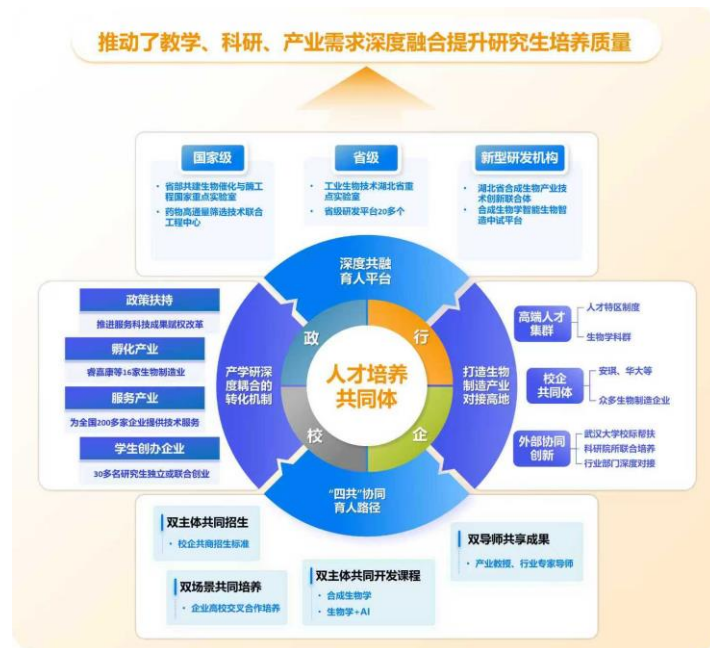 推动了教学、科研、产业需求深度融合提升研究生培养质量
国家级
• 省部共建生物催化与酶工
程国家重点实验室
• 药物高通量筛选技术联合
工程中心
省级
• 工业生物技术湖北省重
点实验室
• 省级研发平台20多个
新型研发机构
• 湖北省合成生物产业技
术创新联合体
• 合成生物学智能生物智
造中试平台
深度共融
育人平台
政策扶持
推进服务科技成果赋权改革
孵化产业
睿嘉康等16家生物制造业
服务产业
为全国200多家企业提供技术服务
学生创办企业
30多名研究生独立或联合创业
产学研深
度耦合的
转化机制
政
行
校
企
人才培养
共同体
打造生物
制造产业
对接高地
高端人才
集群
人才特区制度
生物学科群
校企
共同体
安琪、华大等
众多生物制造企业
外部协同
创新
武汉大学校际帮扶
科研院所联合培养
行业部门深度对接
“四共”协同
育人路径
双主体共同招生
• 校企共商招生标准
双场景共同培养
• 企业高校交叉合作培养
双主体共同开发课程
• 合成生物学
• 生物学+AI
双导师共享成果
• 产业教授、行业专家导师